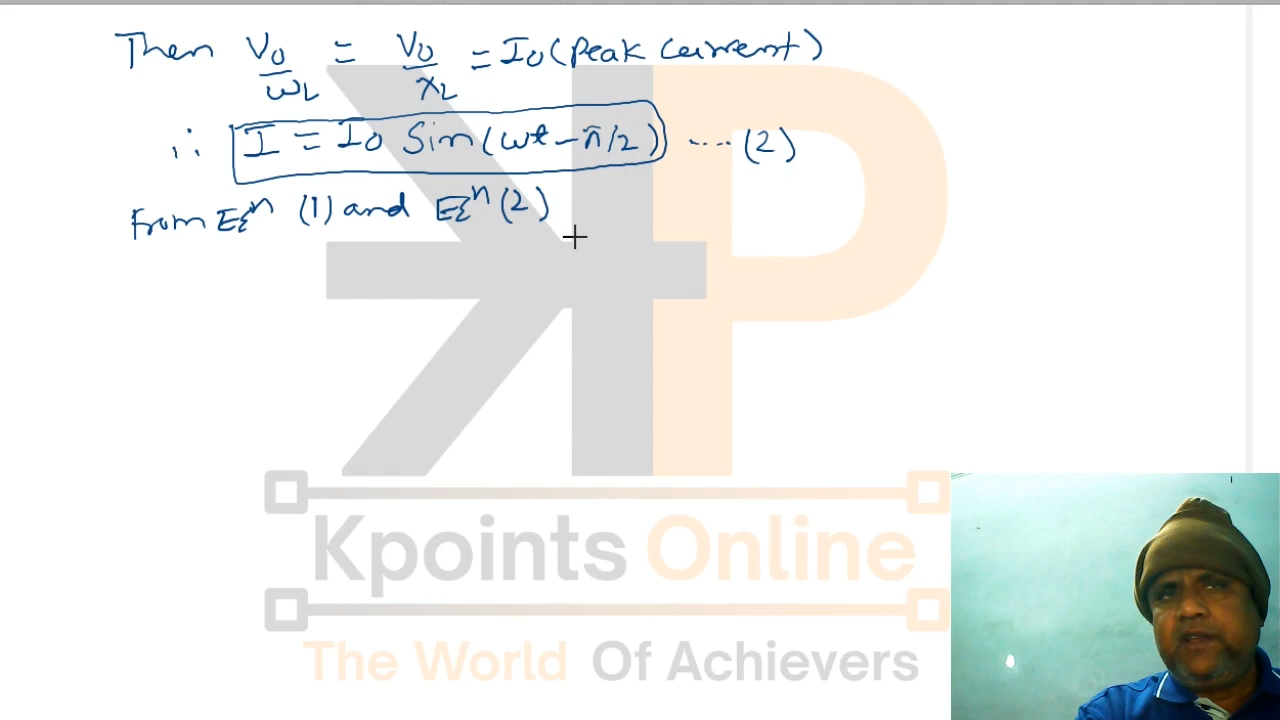 Then V0/ωL = V0/XL = I0 (Peak Current)
∴ I = I0 Sin(ωt - π/2) ---- (2)
From Eqn (1) and Eqn (2)
KP
Kpoints Online
The World Of Achievers